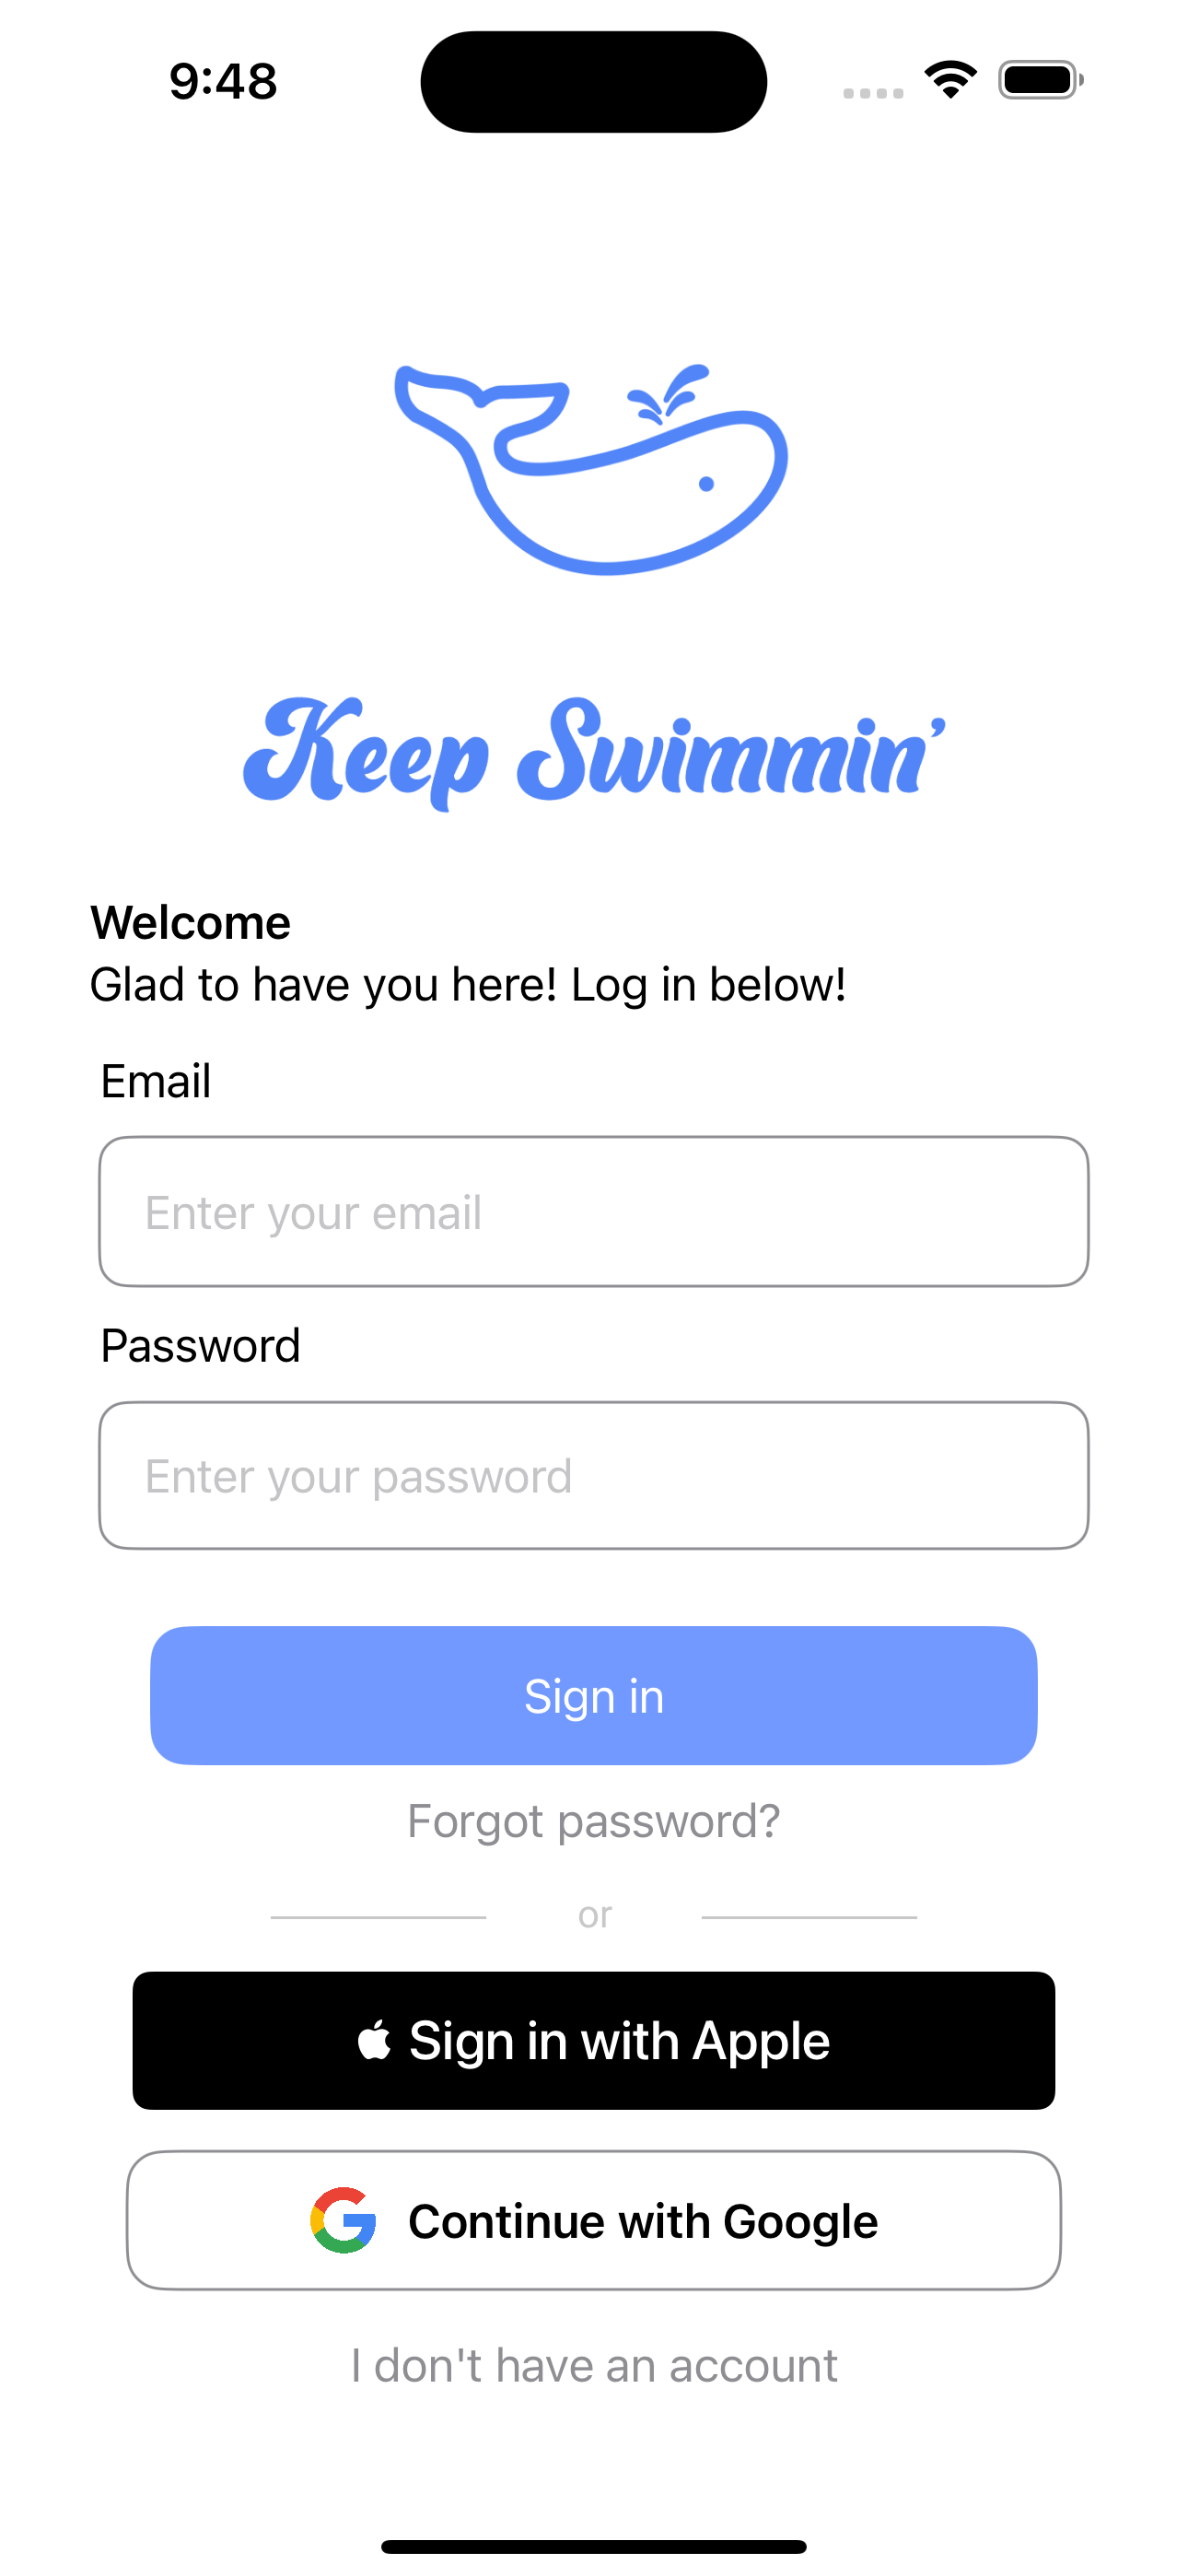 9:48
Keep Swimmin’
Welcome
Glad to have you here! Log in below!
Email
Enter your email
Password
Enter your password
Sign in
Forgot password?
or
Sign in with Apple
Continue with Google
I don't have an account